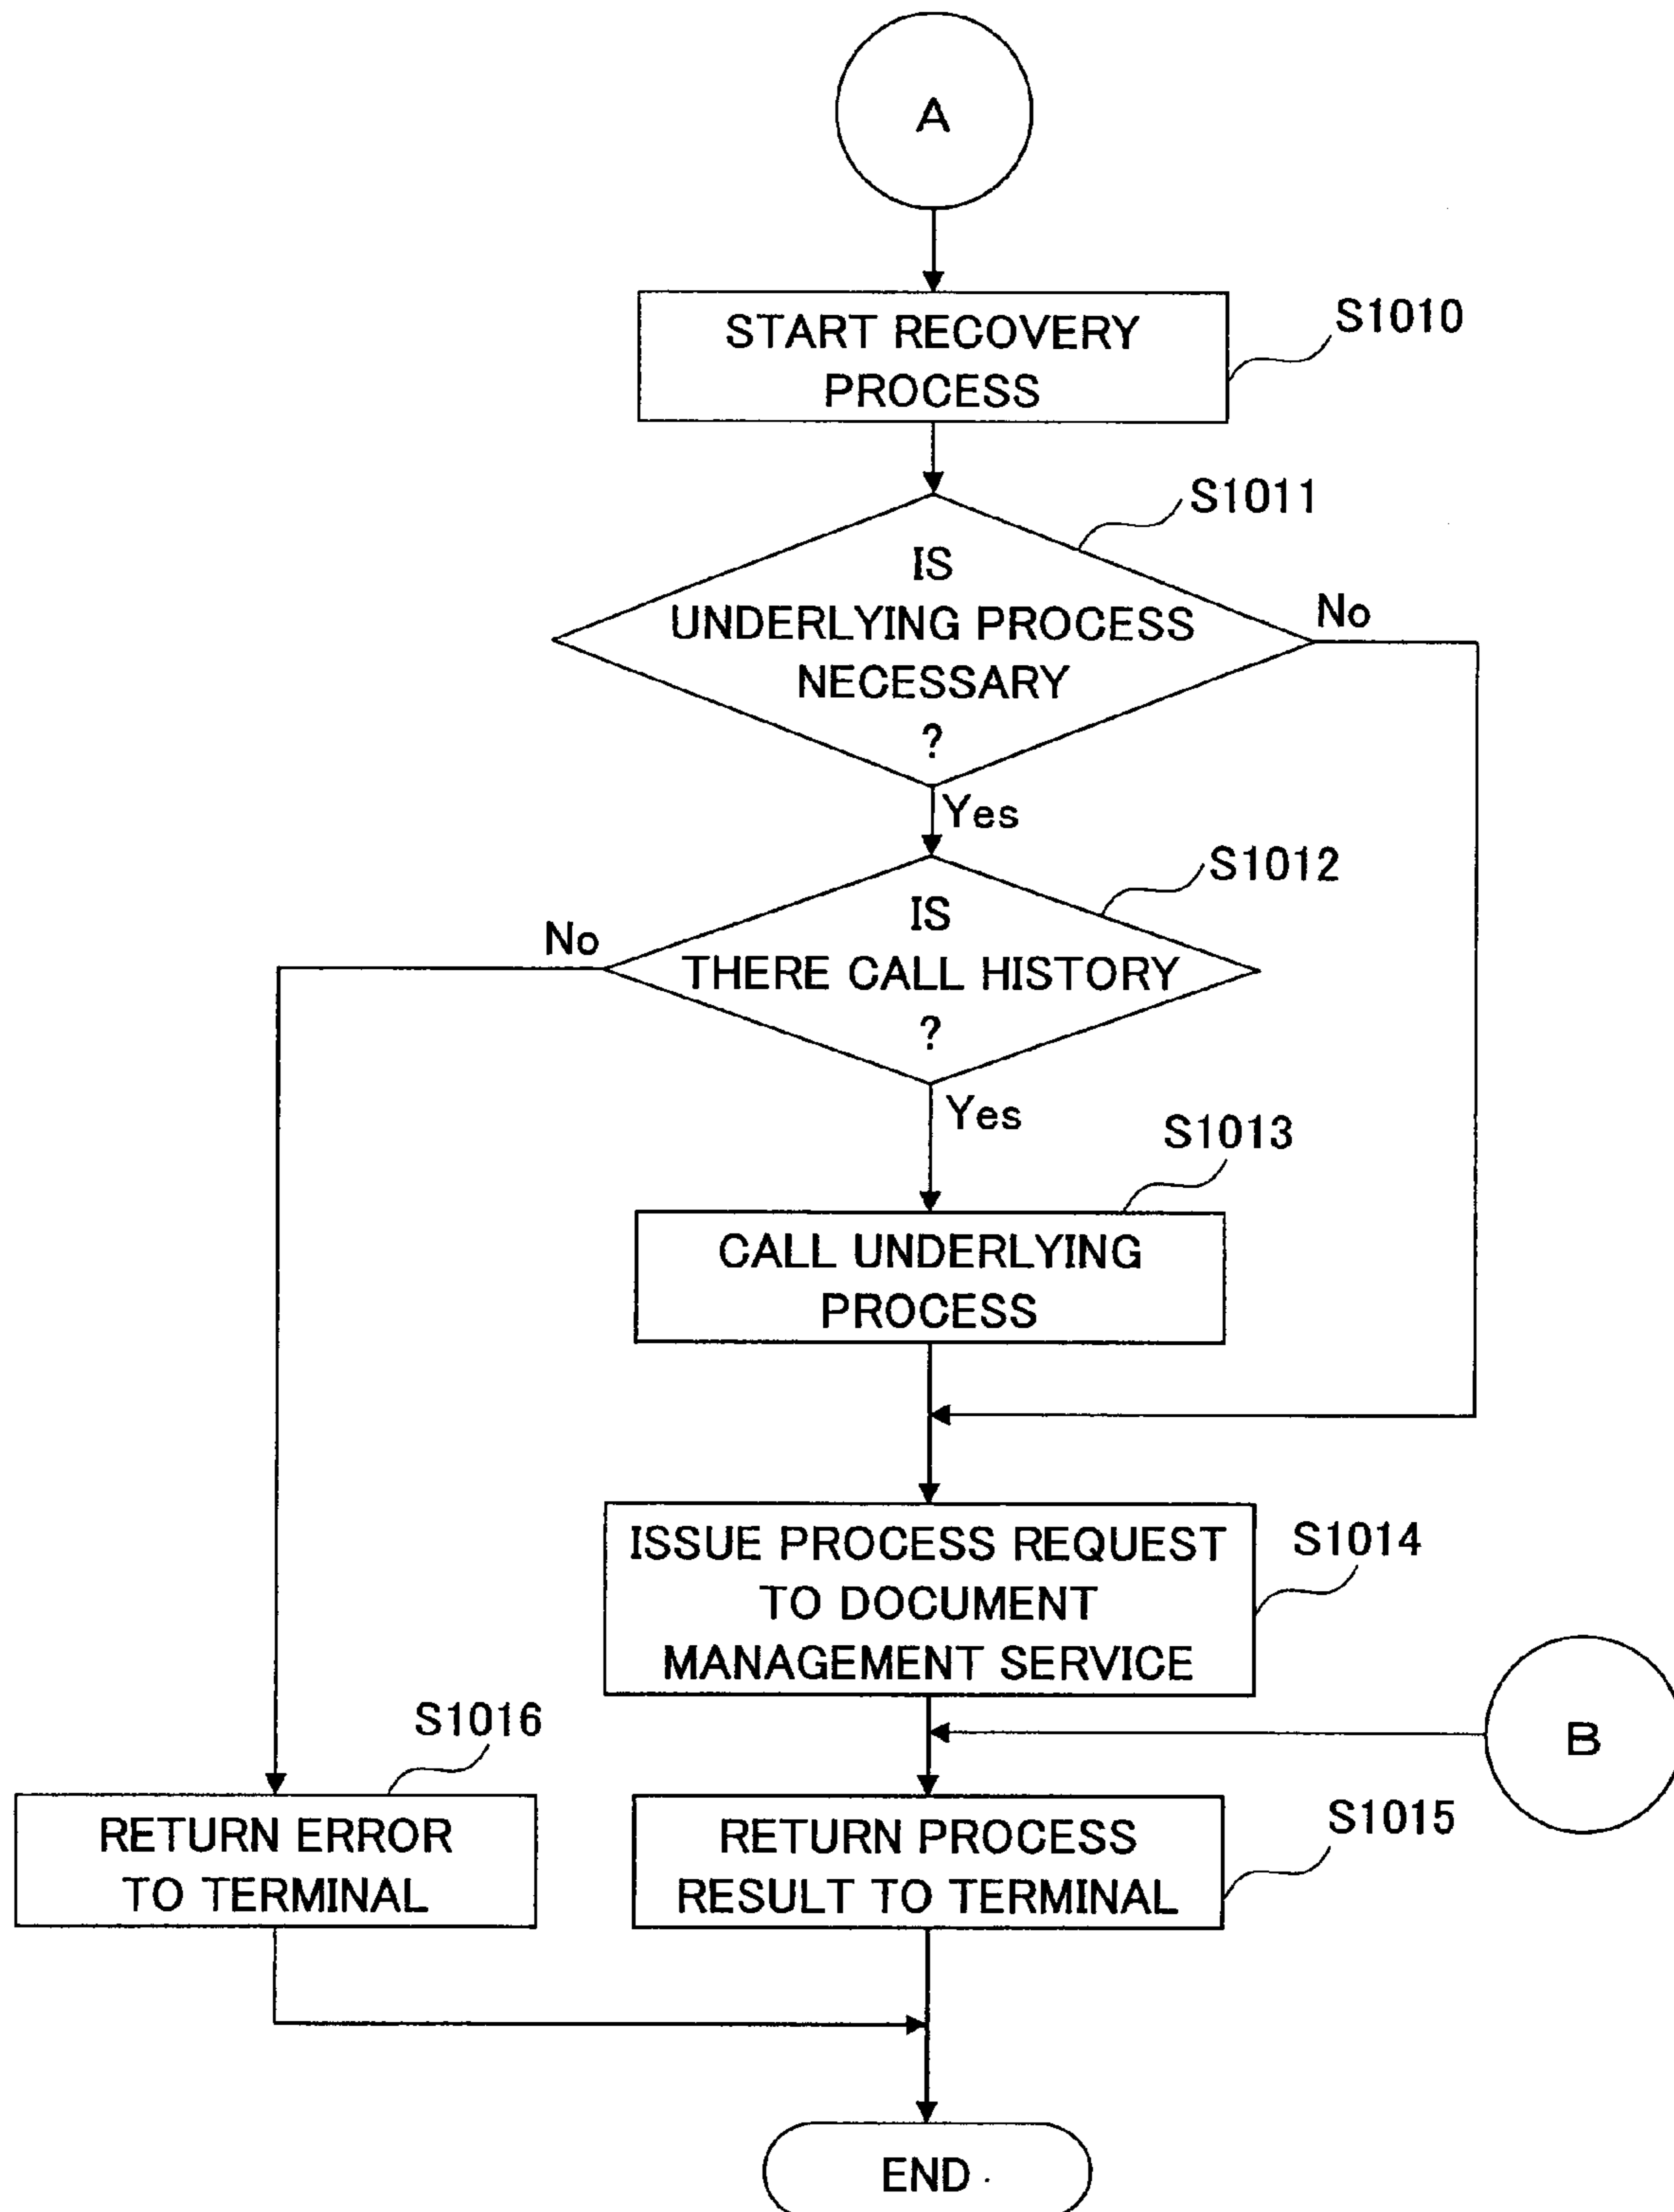 A
START RECOVERY
PROCESS
S1010
S1011
IS
UNDERLYING PROCESS
NECESSARY
?
No
Yes
S1012
IS
THERE CALL HISTORY
?
No
Yes
S1013
CALL UNDERLYING
PROCESS
ISSUE PROCESS REQUEST
TO DOCUMENT
MANAGEMENT SERVICE
S1014
B
S1016
RETURN ERROR
TO TERMINAL
RETURN PROCESS
RESULT TO TERMINAL
S1015
END